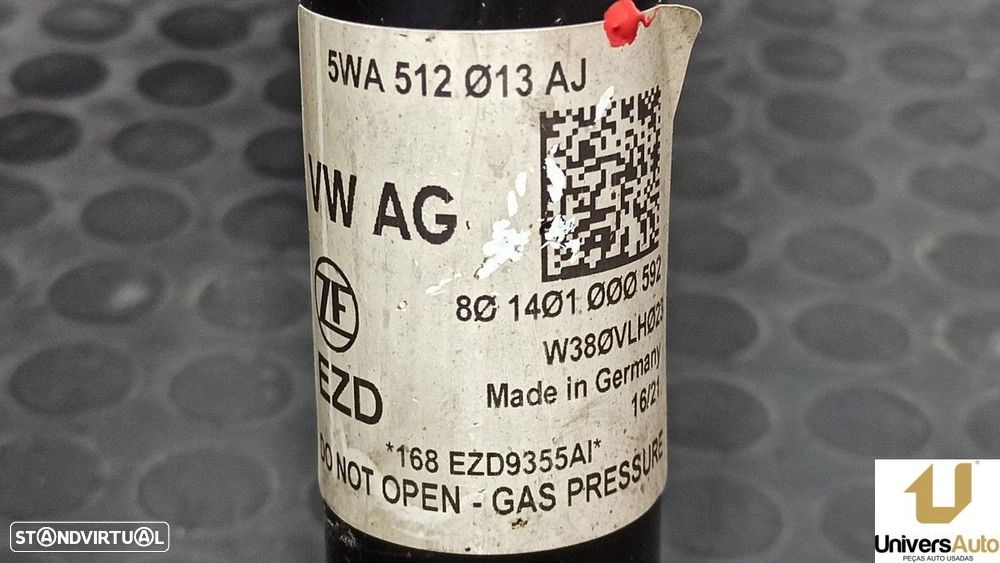 5WA 512 Ø13 AJ
VW AG
8Ø 14Ø1 ØØØ 592
W38ØVLHØ23
Made in Germany
16/21
ZF
EZD
*168 EZD9355AI*
DO NOT OPEN - GAS PRESSURE
STANDVIRTUAL
UniversAuto
PEÇAS AUTO USADAS